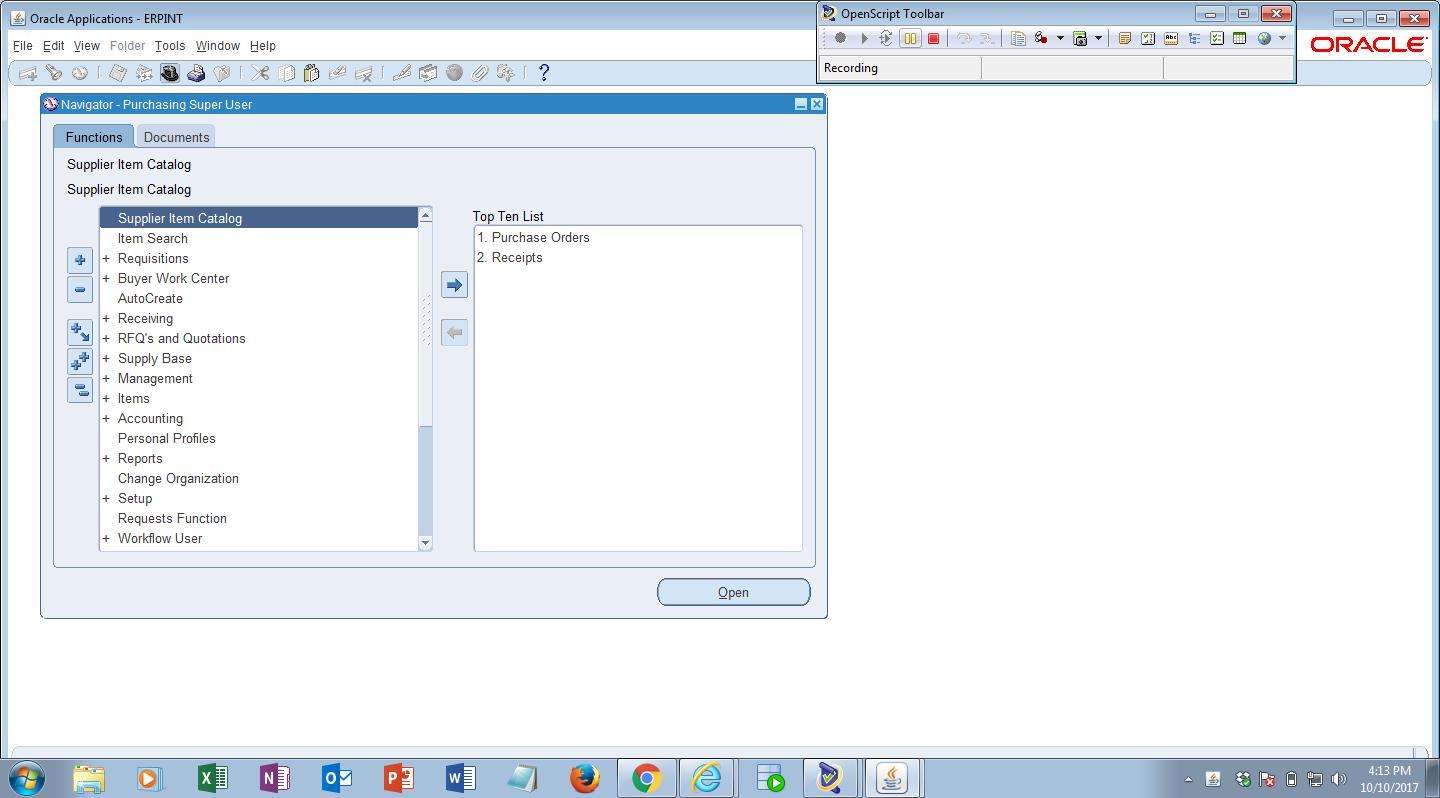 Oracle Applications - ERPINT
OpenScript Toolbar
File Edit View Folder Tools Window Help
ORACLE
Recording
Navigator - Purchasing Super User
Functions Documents
Supplier Item Catalog
Supplier Item Catalog
Supplier Item Catalog
Item Search
+ Requisitions
+ Buyer Work Center
AutoCreate
+ Receiving
+ RFQ's and Quotations
+ Supply Base
+ Management
+ Items
+ Accounting
Personal Profiles
+ Reports
Change Organization
+ Setup
Requests Function
+ Workflow User
Top Ten List
1. Purchase Orders
2. Receipts
Open
4:13 PM
10/10/2017